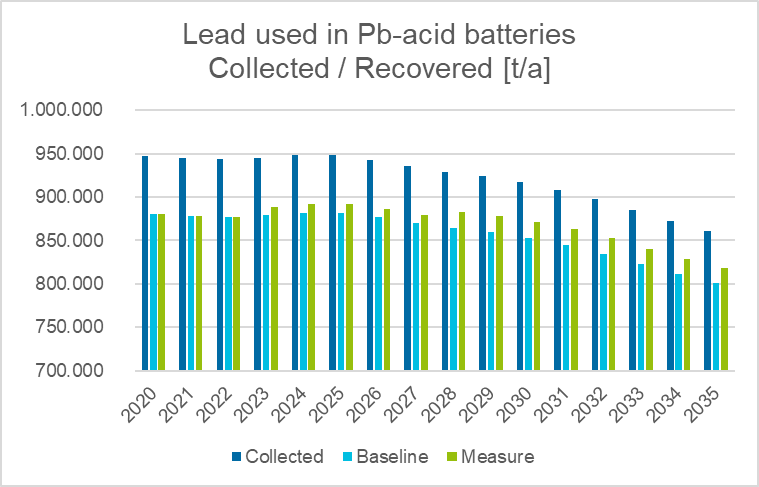 Lead used in Pb-acid batteries
Collected / Recovered [t/a]
1.000.000
950.000
900.000
850.000
800.000
750.000
700.000
2020 2021 2022 2023 2024 2025 2026 2027 2028 2029 2030 2031 2032 2033 2034 2035
Collected Baseline Measure